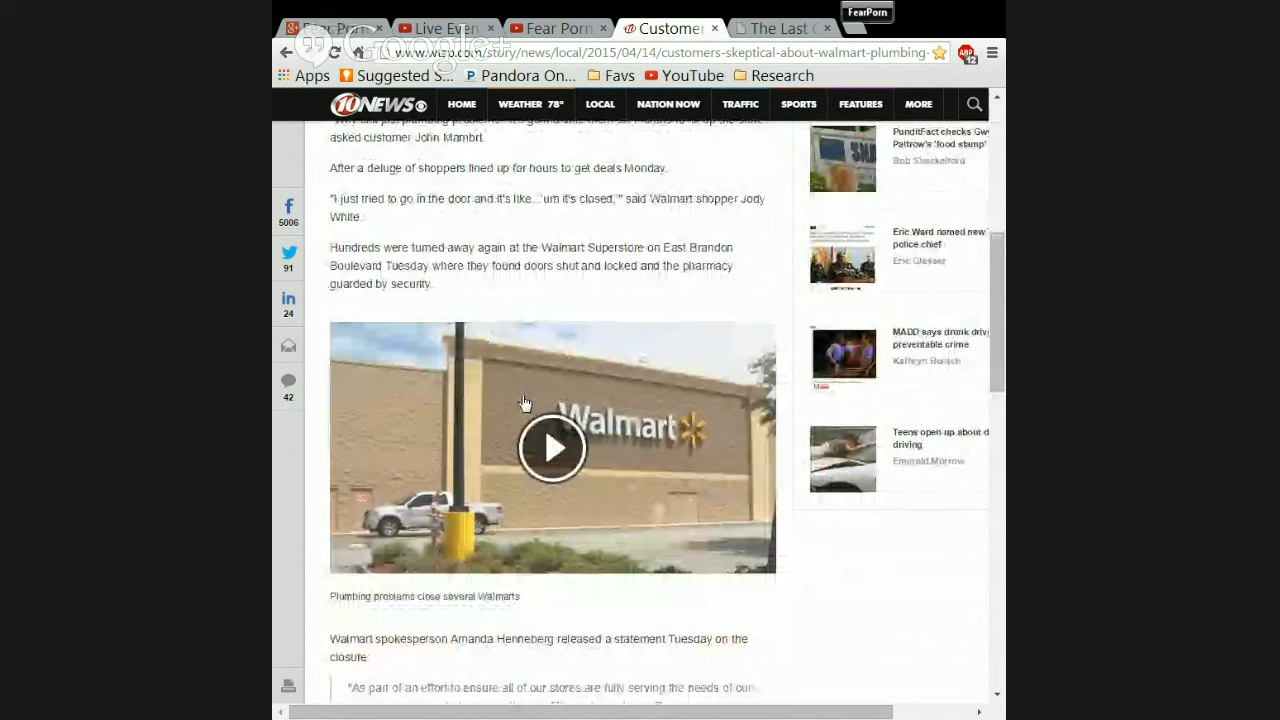 FearPorn
FearPorn
Live Even
Fear Porn
Customer
The Last C
Google+
www.wtsp.com/story/news/local/2015/04/14/customers-skeptical-about-walmart-plumbing-
ABP
12
Apps
Suggested S...
Pandora On...
Favs
YouTube
Research
10NEWS
HOME
WEATHER 78°
LOCAL
NATION NOW
TRAFFIC
SPORTS
FEATURES
MORE
asked customer John Mambrl.
After a deluge of shoppers lined up for hours to get deals Monday.
"I just tried to go in the door and it's like...'um it's closed,'" said Walmart shopper Jody
White.
Hundreds were turned away again at the Walmart Superstore on East Brandon
Boulevard Tuesday where they found doors shut and locked and the pharmacy
guarded by security.
5006
91
24
42
Walmart
Plumbing problems close several Walmarts
Walmart spokesperson Amanda Henneberg released a statement Tuesday on the
closure:
"As part of an effort to ensure all of our stores are fully serving the needs of our
PunditFact checks Gwy
Paltrow's 'food stamp'
Eric Ward named new
police chief
Eric Glasser
MADD says drunk driv
preventable crime
Kathryn Bursch
Teens open up about d
driving
Emerald Morrow